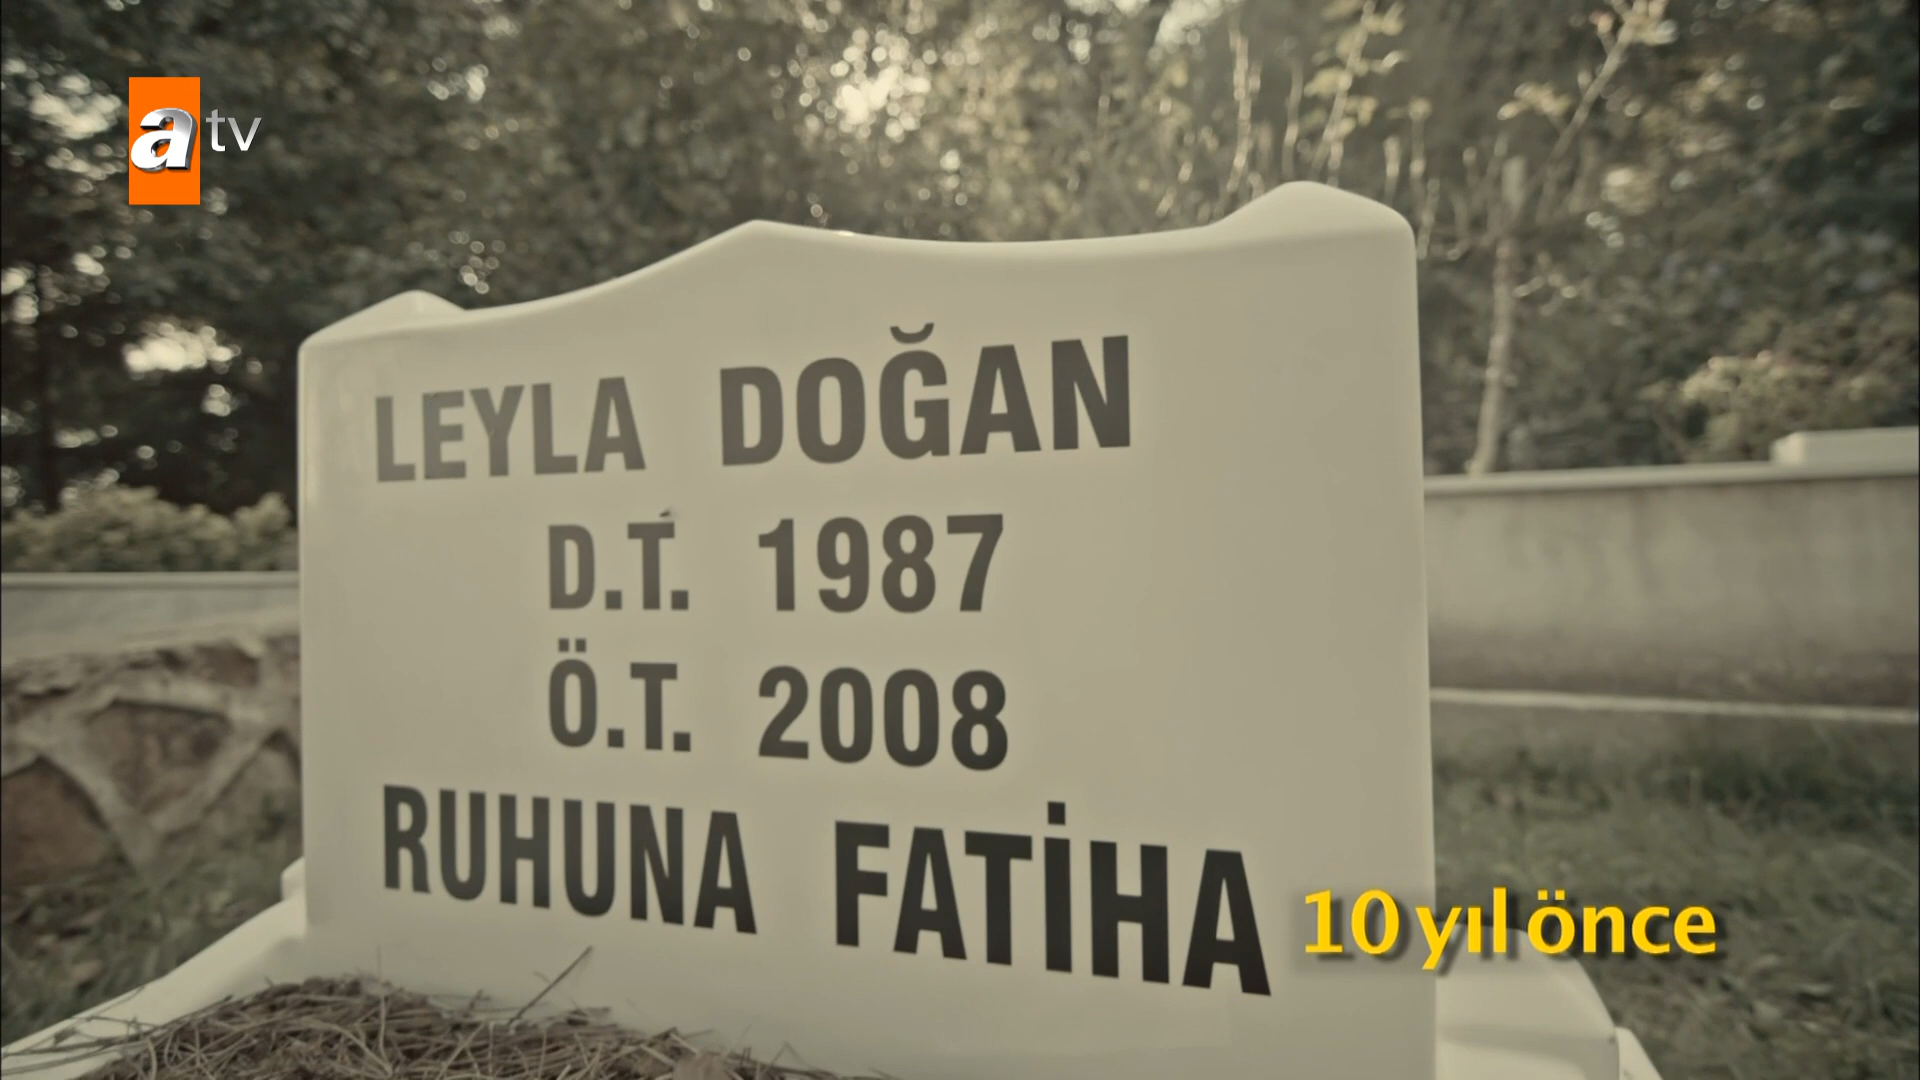 atv
LEYLA DOĞAN
D.T. 1987
Ö.T. 2008
RUHUNA FATİHA
10 yıl önce